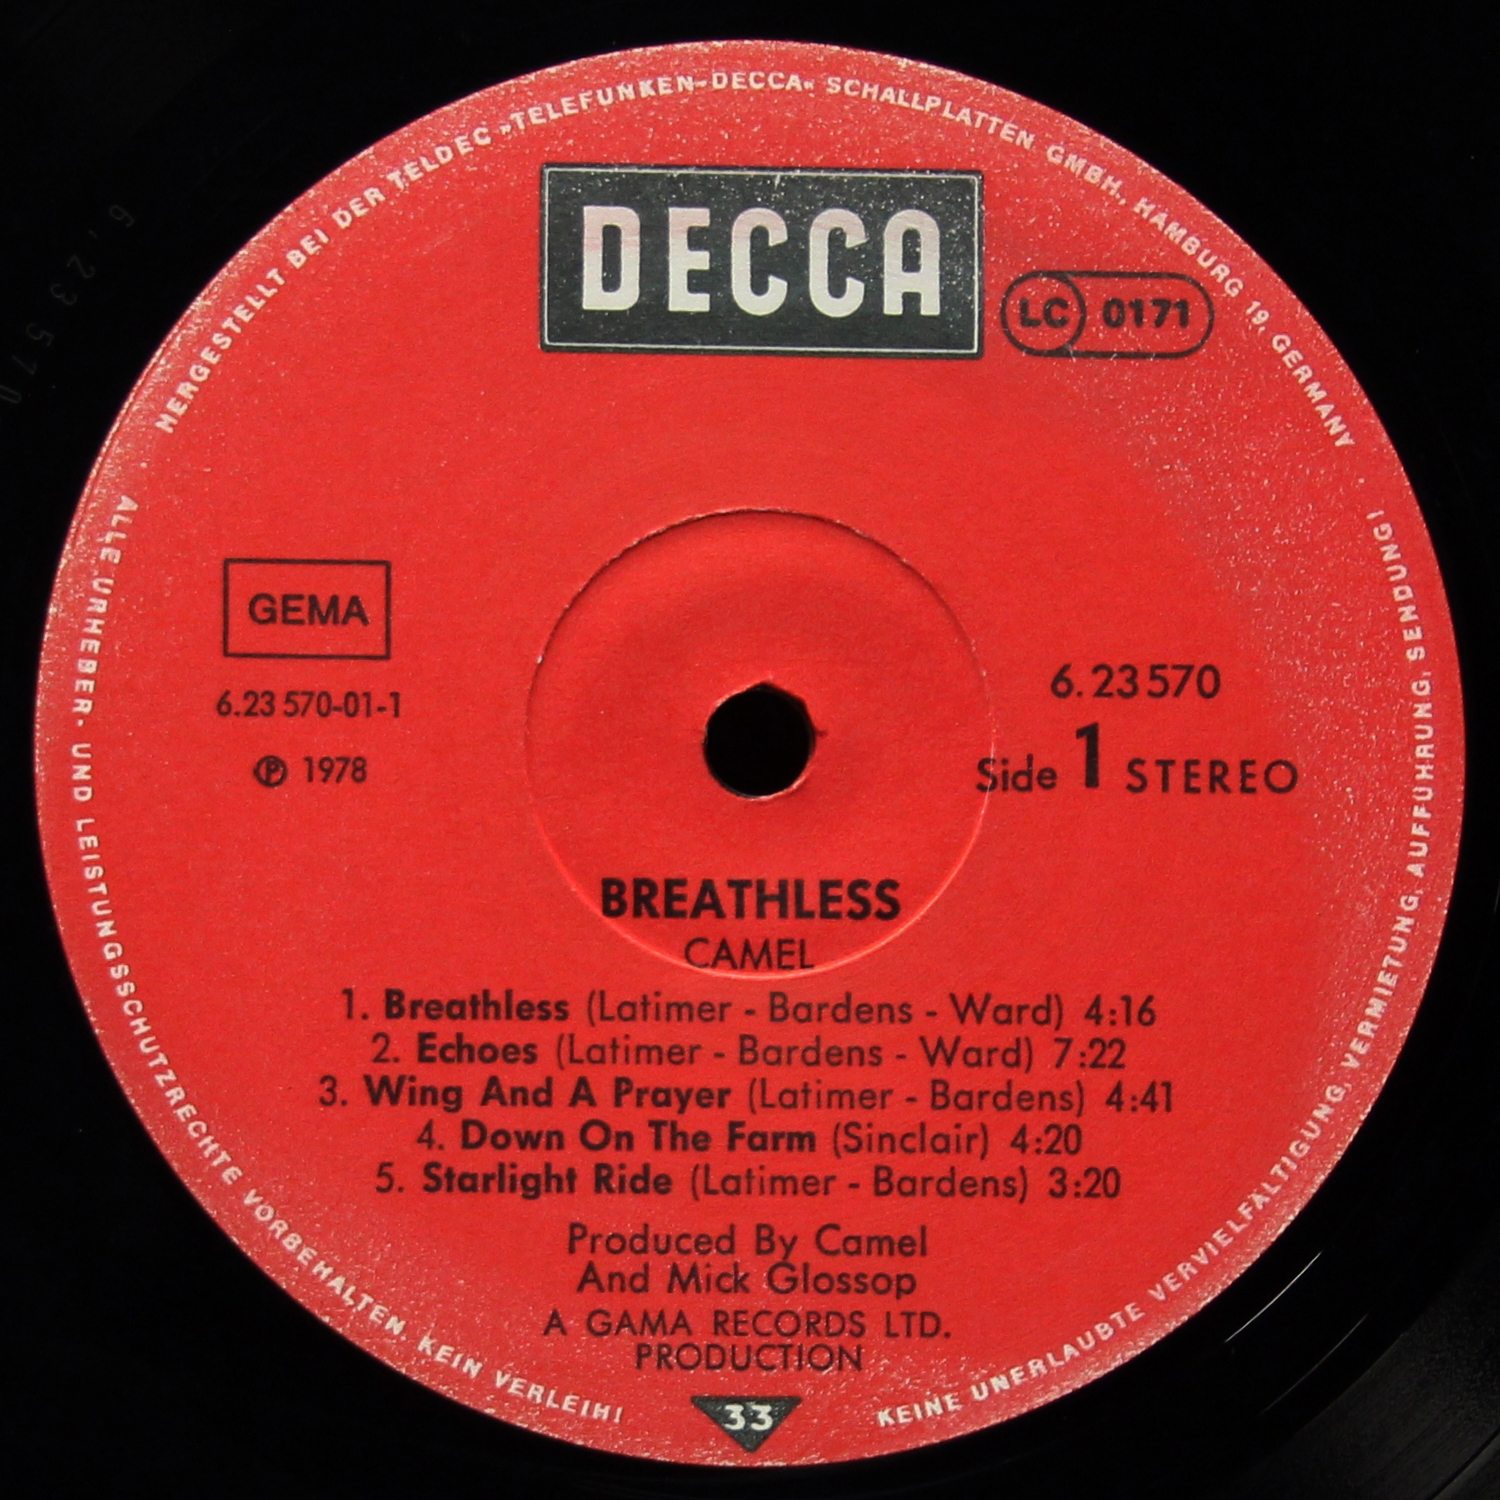 HERGESTELLT BEI DER TELDEC »TELEFUNKEN-DECCA« SCHALLPLATTEN GMBH., HAMBURG 19, GERMANY
DECCA
LC 0171
GEMA
6.23 570-01-1
Ⓟ 1978
6.23570
Side 1 STEREO
BREATHLESS
CAMEL
1. Breathless (Latimer - Bardens - Ward) 4:16
2. Echoes (Latimer - Bardens - Ward) 7:22
3. Wing And A Prayer (Latimer - Bardens) 4:41
4. Down On The Farm (Sinclair) 4:20
5. Starlight Ride (Latimer - Bardens) 3:20
Produced By Camel
And Mick Glossop
A GAMA RECORDS LTD.
PRODUCTION
33
ALLE URHEBER- UND LEISTUNGSSCHUTZRECHTE VORBEHALTEN. KEIN VERLEIH!
KEINE UNERLAUBTE VERVIELFÄLTIGUNG, VERMIETUNG, AUFFÜHRUNG, SENDUNG!
6.23570